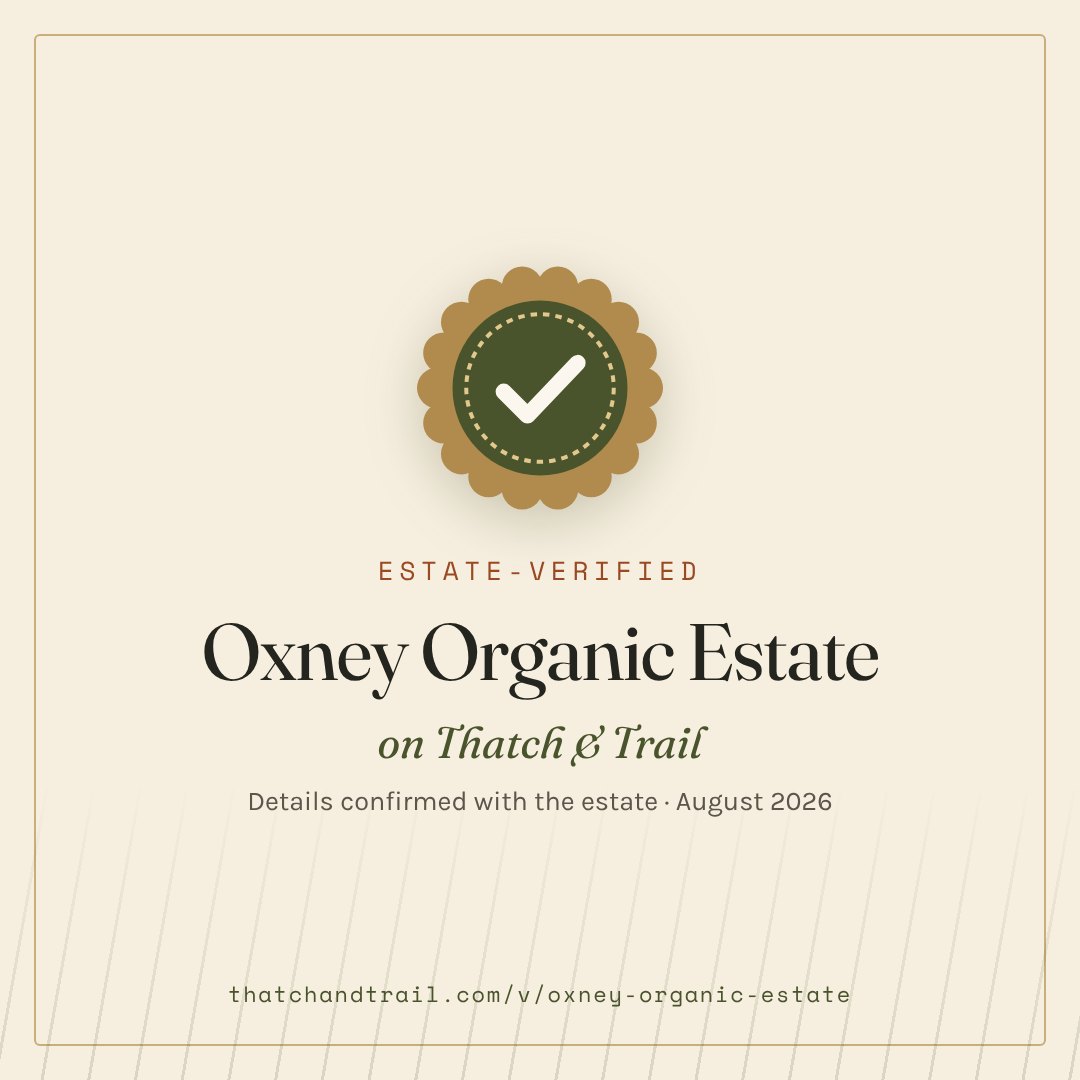 ESTATE-VERIFIED
Oxney Organic Estate
on Thatch & Trail
Details confirmed with the estate · August 2026
thatchandtrail.com/v/oxney-organic-estate